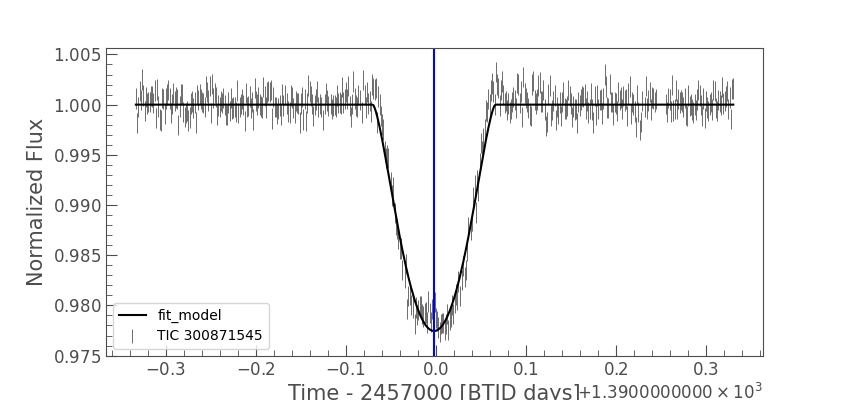 1.005
1.000
0.995
0.990
0.985
0.980
0.975
Normalized Flux
fit_model
TIC 300871545
−0.3 −0.2 −0.1 0.0 0.1 0.2 0.3
Time - 2457000 [BTJD days]
+1.3900000000 × 10³